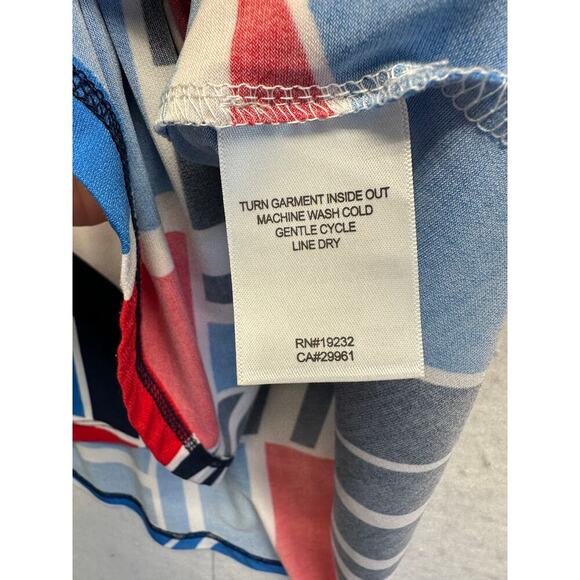 TURN GARMENT INSIDE OUT
MACHINE WASH COLD
GENTLE CYCLE
LINE DRY
RN#19232
CA#29961